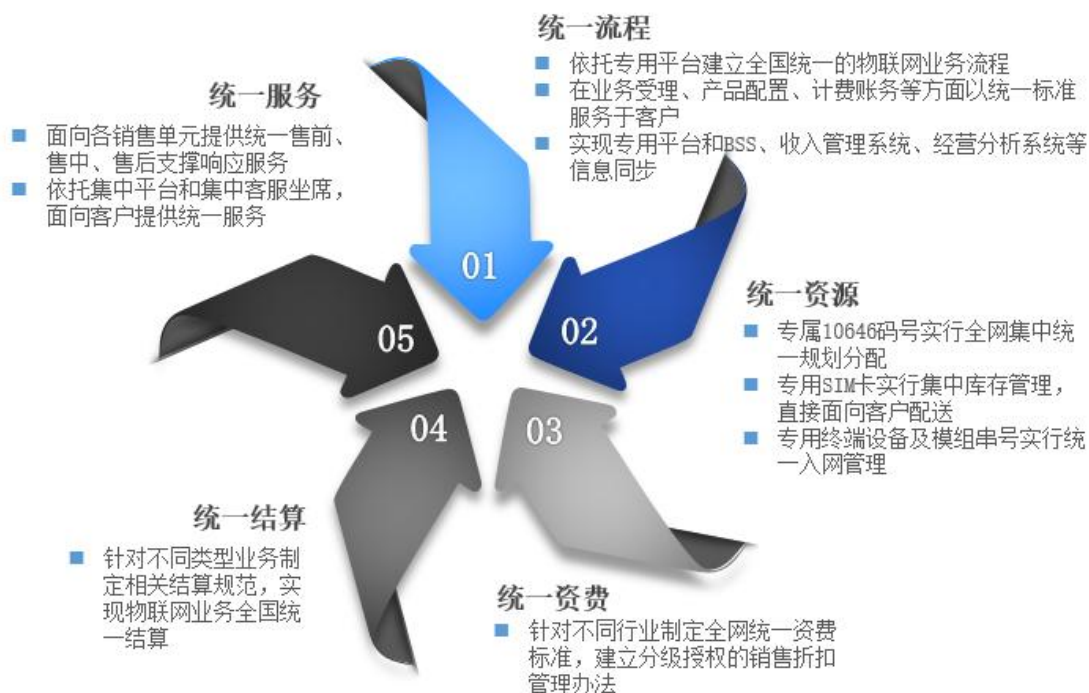 统一流程
依托专用平台建立全国统一的物联网业务流程
在业务受理、产品配置、计费账务等方面以统一标准
服务于客户
实现专用平台和BSS、收入管理系统、经营分析系统等
信息同步
统一服务
面向各销售单元提供统一售前、
售中、售后支撑响应服务
依托集中平台和集中客服坐席，
面向客户提供统一服务
01
02
03
04
05
统一资源
专属10646码号实行全网集中统
一规划分配
专用SIM卡实行集中库存管理，
直接面向客户配送
专用终端设备及模组串号实行统
一入网管理
统一结算
针对不同类型业务制
定相关结算规范，实
现物联网业务全国统
一结算
统一资费
针对不同行业制定全网统一资费
标准，建立分级授权的销售折扣
管理办法